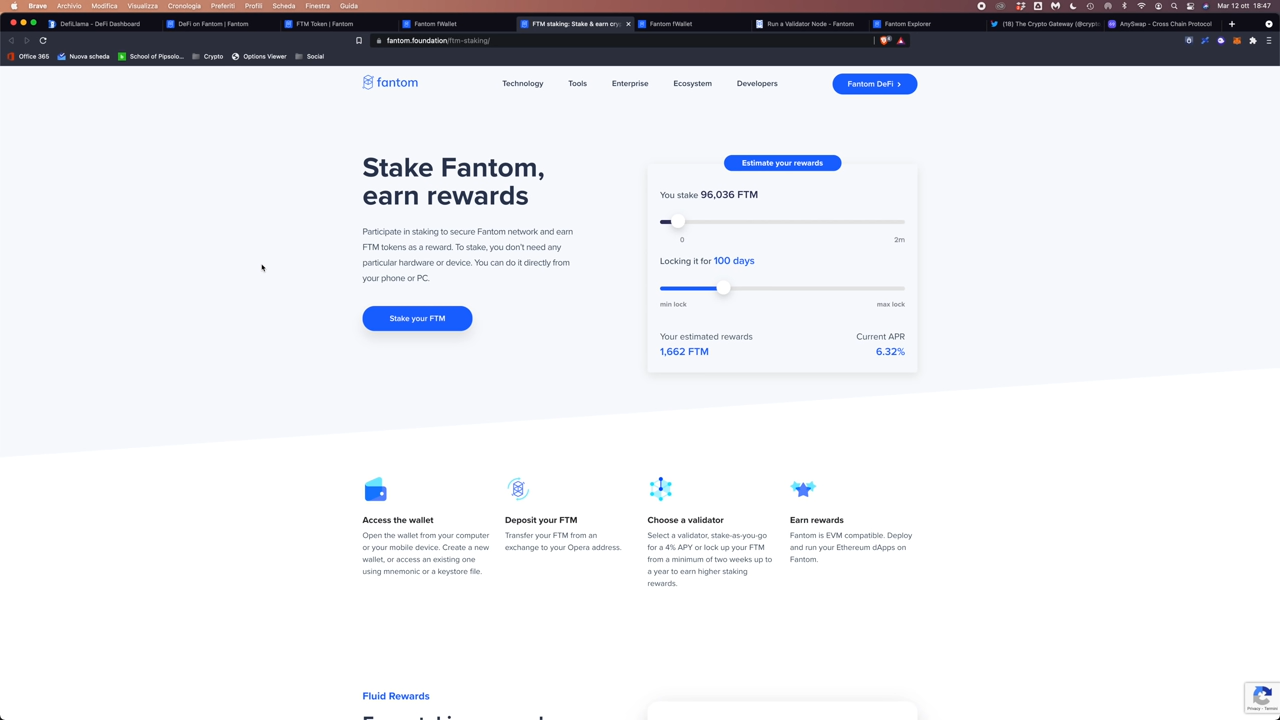 Brave Archivio Modifica Visualizza Cronologia Preferiti Profili Scheda Finestra Guida
Mar 12 ott 18:47
DefiLlama - DeFi Dashboard
DeFi on Fantom | Fantom
FTM Token | Fantom
Fantom fWallet
FTM staking: Stake & earn cry
Fantom fWallet
Run a Validator Node - Fantom
Fantom Explorer
(18) The Crypto Gateway (@crypt
AnySwap - Cross Chain Protocol
fantom.foundation/ftm-staking/
Office 365
Nuova scheda
School of Pipsolo...
Crypto
Options Viewer
Social
fantom
Technology
Tools
Enterprise
Ecosystem
Developers
Fantom DeFi
Stake Fantom,
earn rewards
Participate in staking to secure Fantom network and earn
FTM tokens as a reward. To stake, you don't need any
particular hardware or device. You can do it directly from
your phone or PC.
Stake your FTM
Estimate your rewards
You stake 96,036 FTM
0 2m
Locking it for 100 days
min lock max lock
Your estimated rewards Current APR
1,662 FTM 6.32%
Access the wallet
Open the wallet from your computer
or your mobile device. Create a new
wallet, or access an existing one
using mnemonic or a keystore file.
Deposit your FTM
Transfer your FTM from an
exchange to your Opera address.
Choose a validator
Select a validator, stake-as-you-go
for a 4% APY or lock up your FTM
from a minimum of two weeks up to
a year to earn higher staking
rewards.
Earn rewards
Fantom is EVM compatible. Deploy
and run your Ethereum dApps on
Fantom.
Fluid Rewards
Privacy - Termini